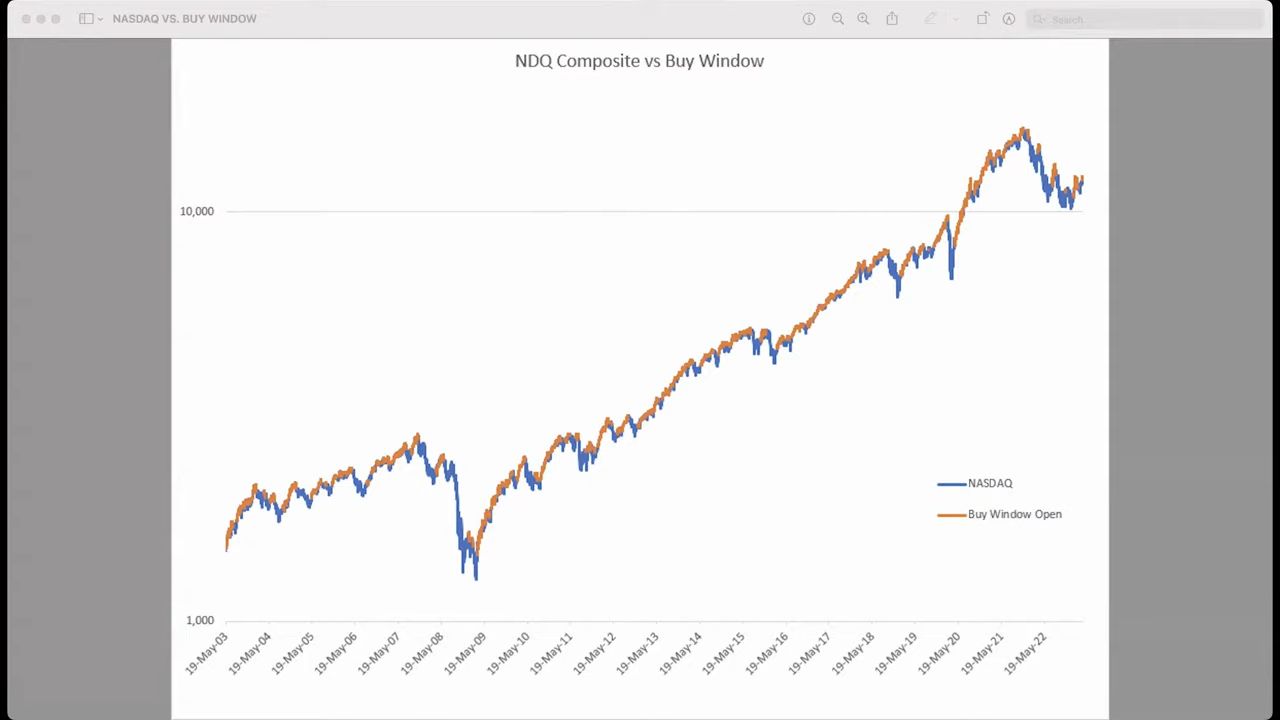 NASDAQ VS. BUY WINDOW
Search
NDQ Composite vs Buy Window
10,000
NASDAQ
Buy Window Open
1,000
19-May-03
19-May-04
19-May-05
19-May-06
19-May-07
19-May-08
19-May-09
19-May-10
19-May-11
19-May-12
19-May-13
19-May-14
19-May-15
19-May-16
19-May-17
19-May-18
19-May-19
19-May-20
19-May-21
19-May-22